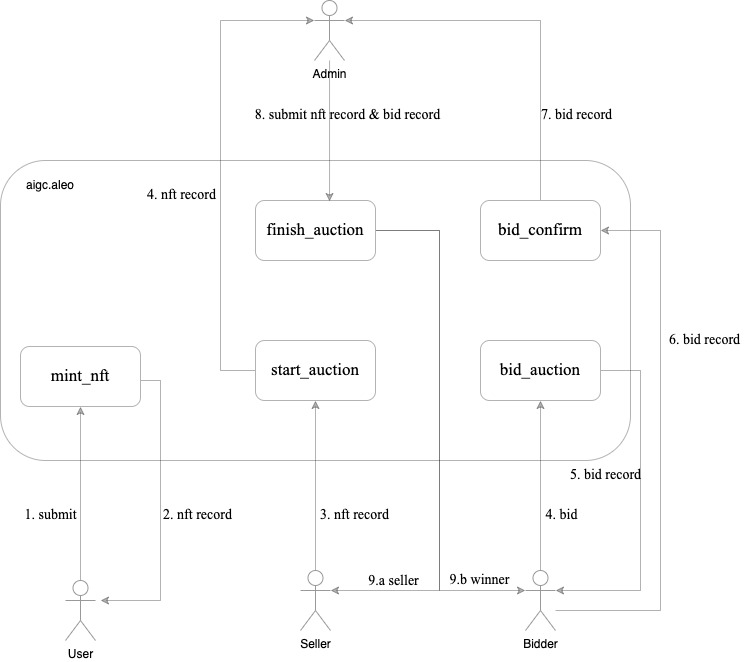 Admin
8. submit nft record & bid record
7. bid record
aigc.aleo
4. nft record
finish_auction
bid_confirm
6. bid record
mint_nft
start_auction
bid_auction
5. bid record
1. submit
2. nft record
3. nft record
4. bid
9.a seller
9.b winner
User
Seller
Bidder